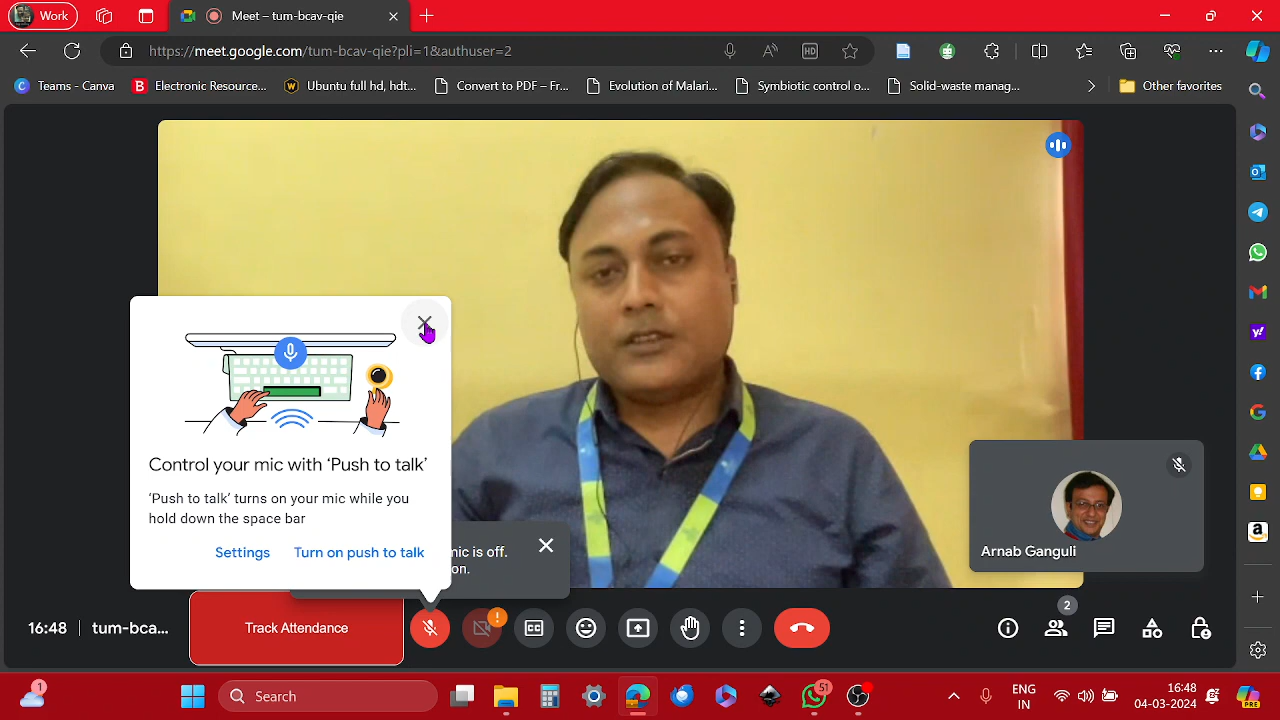 Work
Meet – tum-bcav-qie
https://meet.google.com/tum-bcav-qie?pli=1&authuser=2
HD
Teams - Canva
Electronic Resource...
Ubuntu full hd, hdt...
Convert to PDF – Fr...
Evolution of Malari...
Symbiotic control o...
Solid-waste manag...
Other favorites
Control your mic with ‘Push to talk’
‘Push to talk’ turns on your mic while you
hold down the space bar
Settings
Turn on push to talk
mic is off.
on.
Arnab Ganguli
2
16:48
tum-bca...
Track Attendance
1
Search
51
ENG
IN
16:48
04-03-2024
PRE